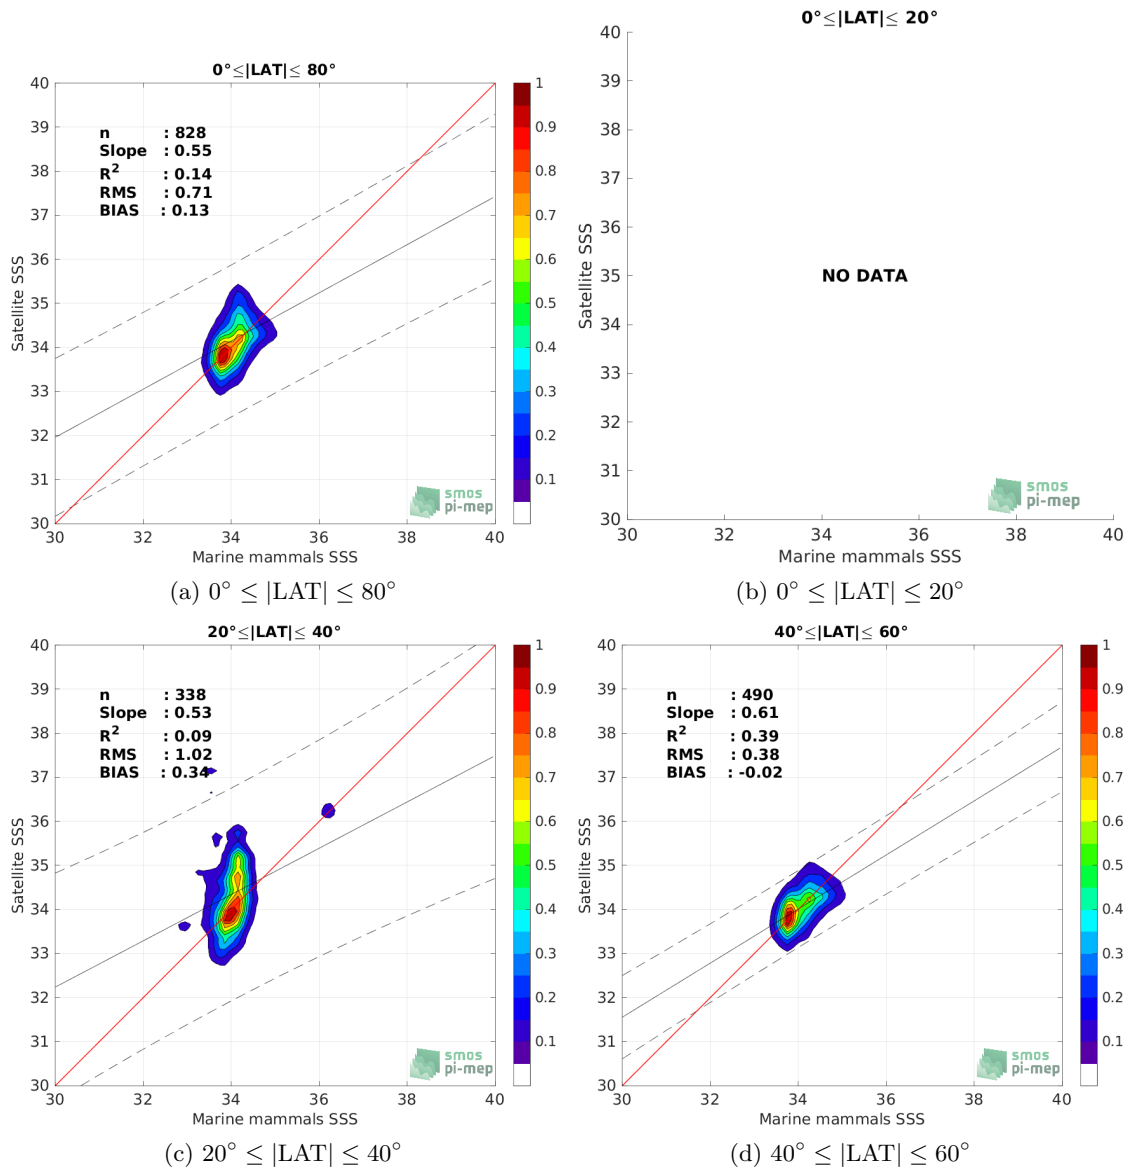 0°≤|LAT|≤ 80°
40
39
38
37
36
35
34
33
32
31
30
Satellite SSS
n : 828
Slope : 0.55
R² : 0.14
RMS : 0.71
BIAS : 0.13
smos
pi-mep
30 32 34 36 38 40
Marine mammals SSS
1
0.9
0.8
0.7
0.6
0.5
0.4
0.3
0.2
0.1
(a) 0° ≤ |LAT| ≤ 80°
0°≤|LAT|≤ 20°
40
39
38
37
36
35
34
33
32
31
30
Satellite SSS
NO DATA
smos
pi-mep
30 32 34 36 38 40
Marine mammals SSS
(b) 0° ≤ |LAT| ≤ 20°
20°≤|LAT|≤ 40°
40
39
38
37
36
35
34
33
32
31
30
Satellite SSS
n : 338
Slope : 0.53
R² : 0.09
RMS : 1.02
BIAS : 0.34
smos
pi-mep
30 32 34 36 38 40
Marine mammals SSS
1
0.9
0.8
0.7
0.6
0.5
0.4
0.3
0.2
0.1
(c) 20° ≤ |LAT| ≤ 40°
40°≤|LAT|≤ 60°
40
39
38
37
36
35
34
33
32
31
30
Satellite SSS
n : 490
Slope : 0.61
R² : 0.39
RMS : 0.38
BIAS : -0.02
smos
pi-mep
30 32 34 36 38 40
Marine mammals SSS
1
0.9
0.8
0.7
0.6
0.5
0.4
0.3
0.2
0.1
(d) 40° ≤ |LAT| ≤ 60°